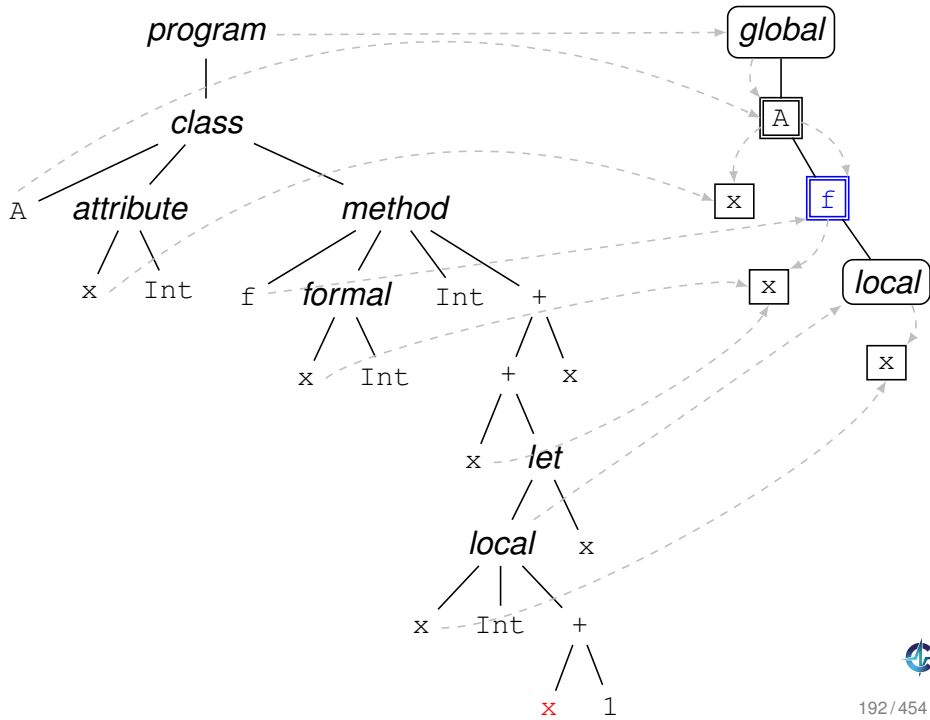 program global
class A
A attribute method x f
x Int f formal Int + x local
x Int + x x
x let
local x
x Int +
x 1
192/454